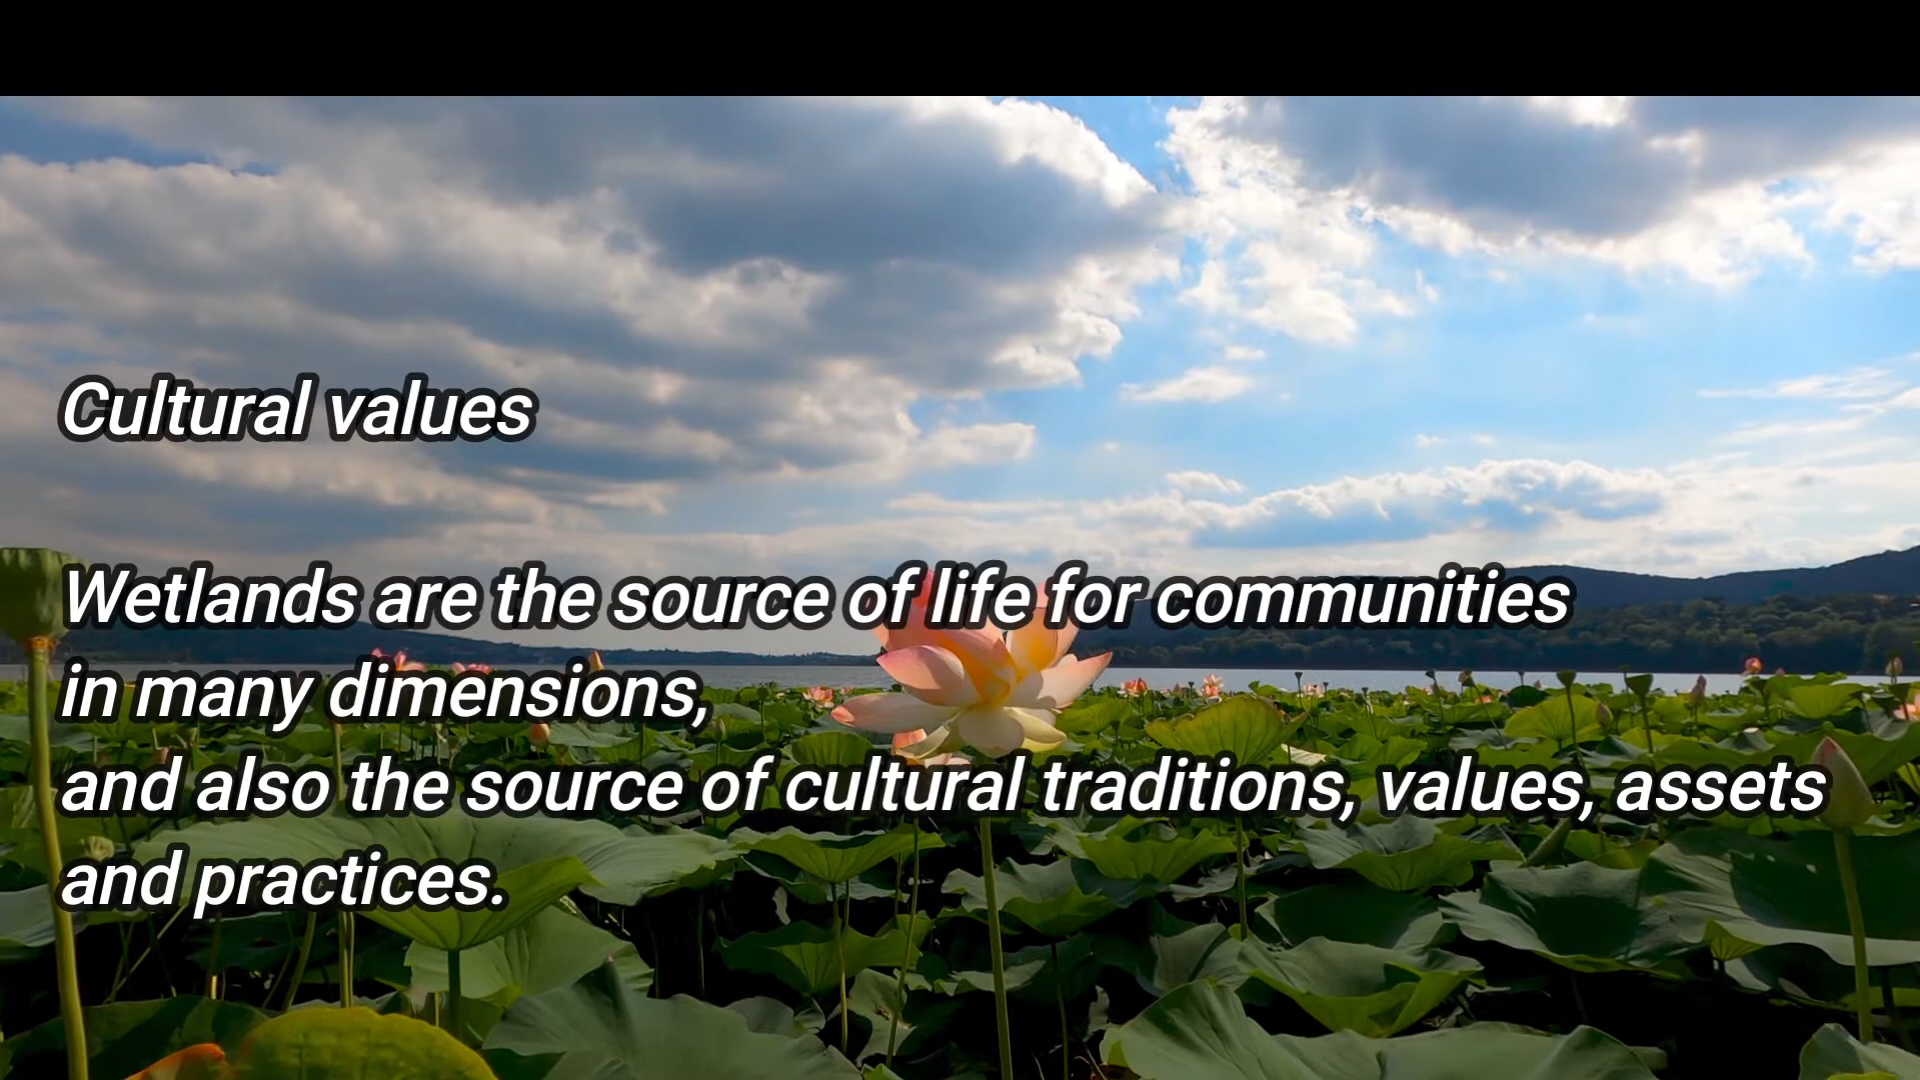 Cultural values
Wetlands are the source of life for communities
in many dimensions,
and also the source of cultural traditions, values, assets
and practices.